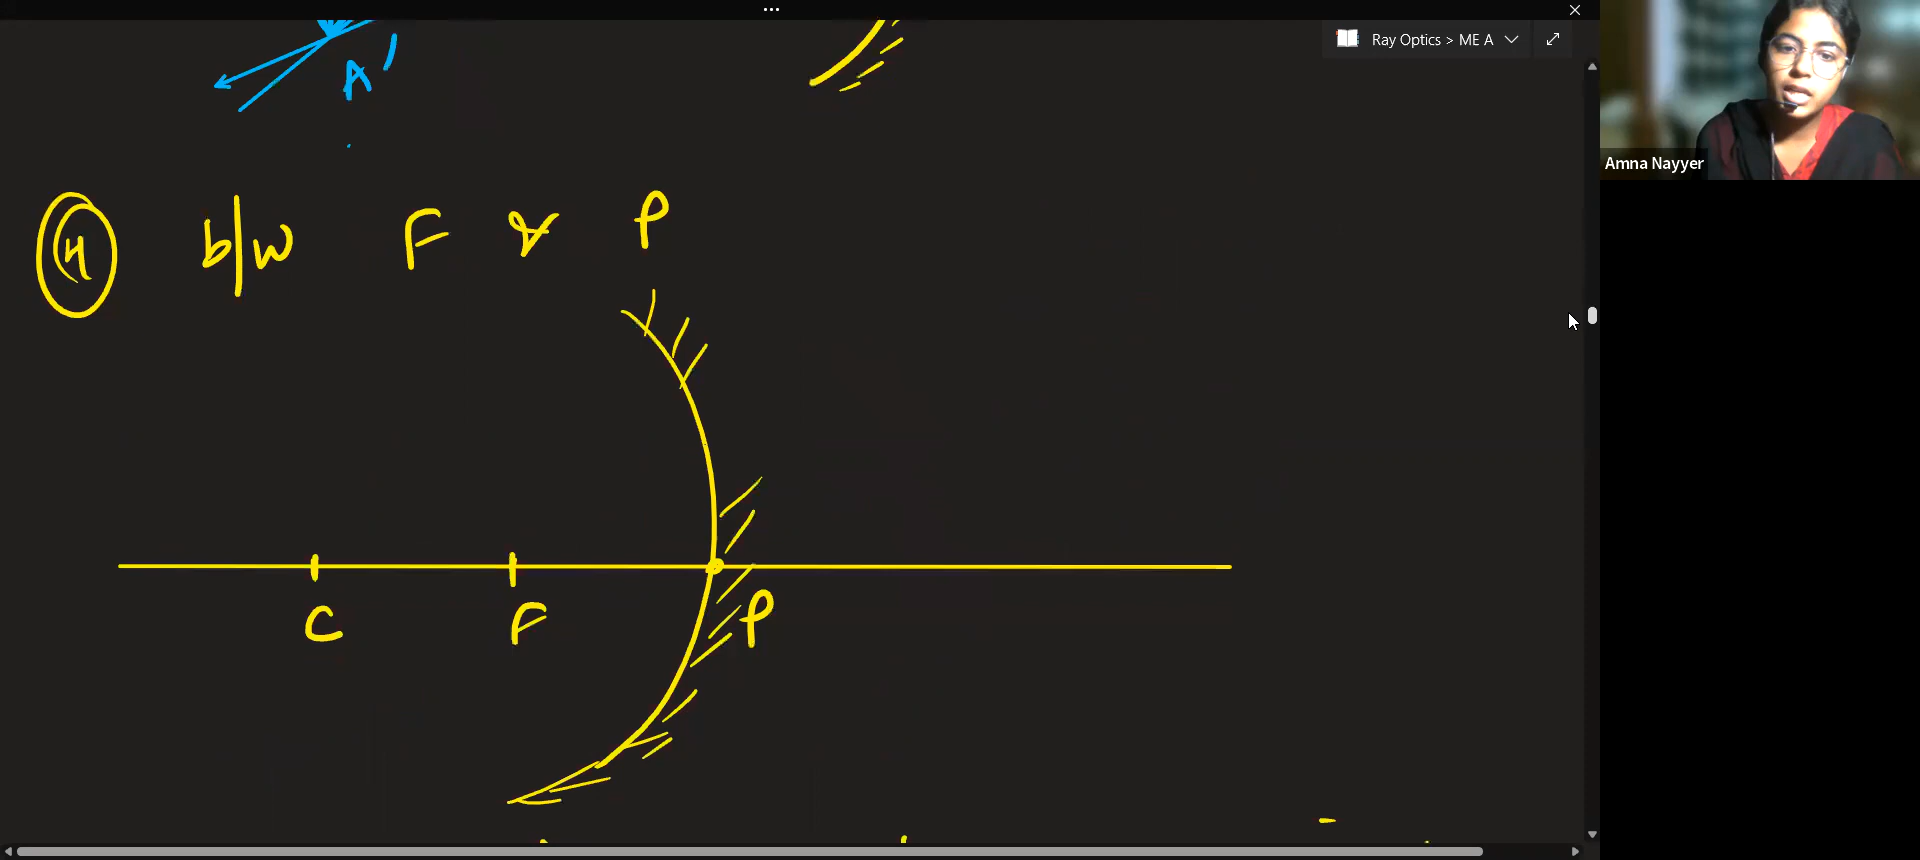 Ray Optics > ME A
Amna Nayyer
A'
4 b/w F & P
C F P